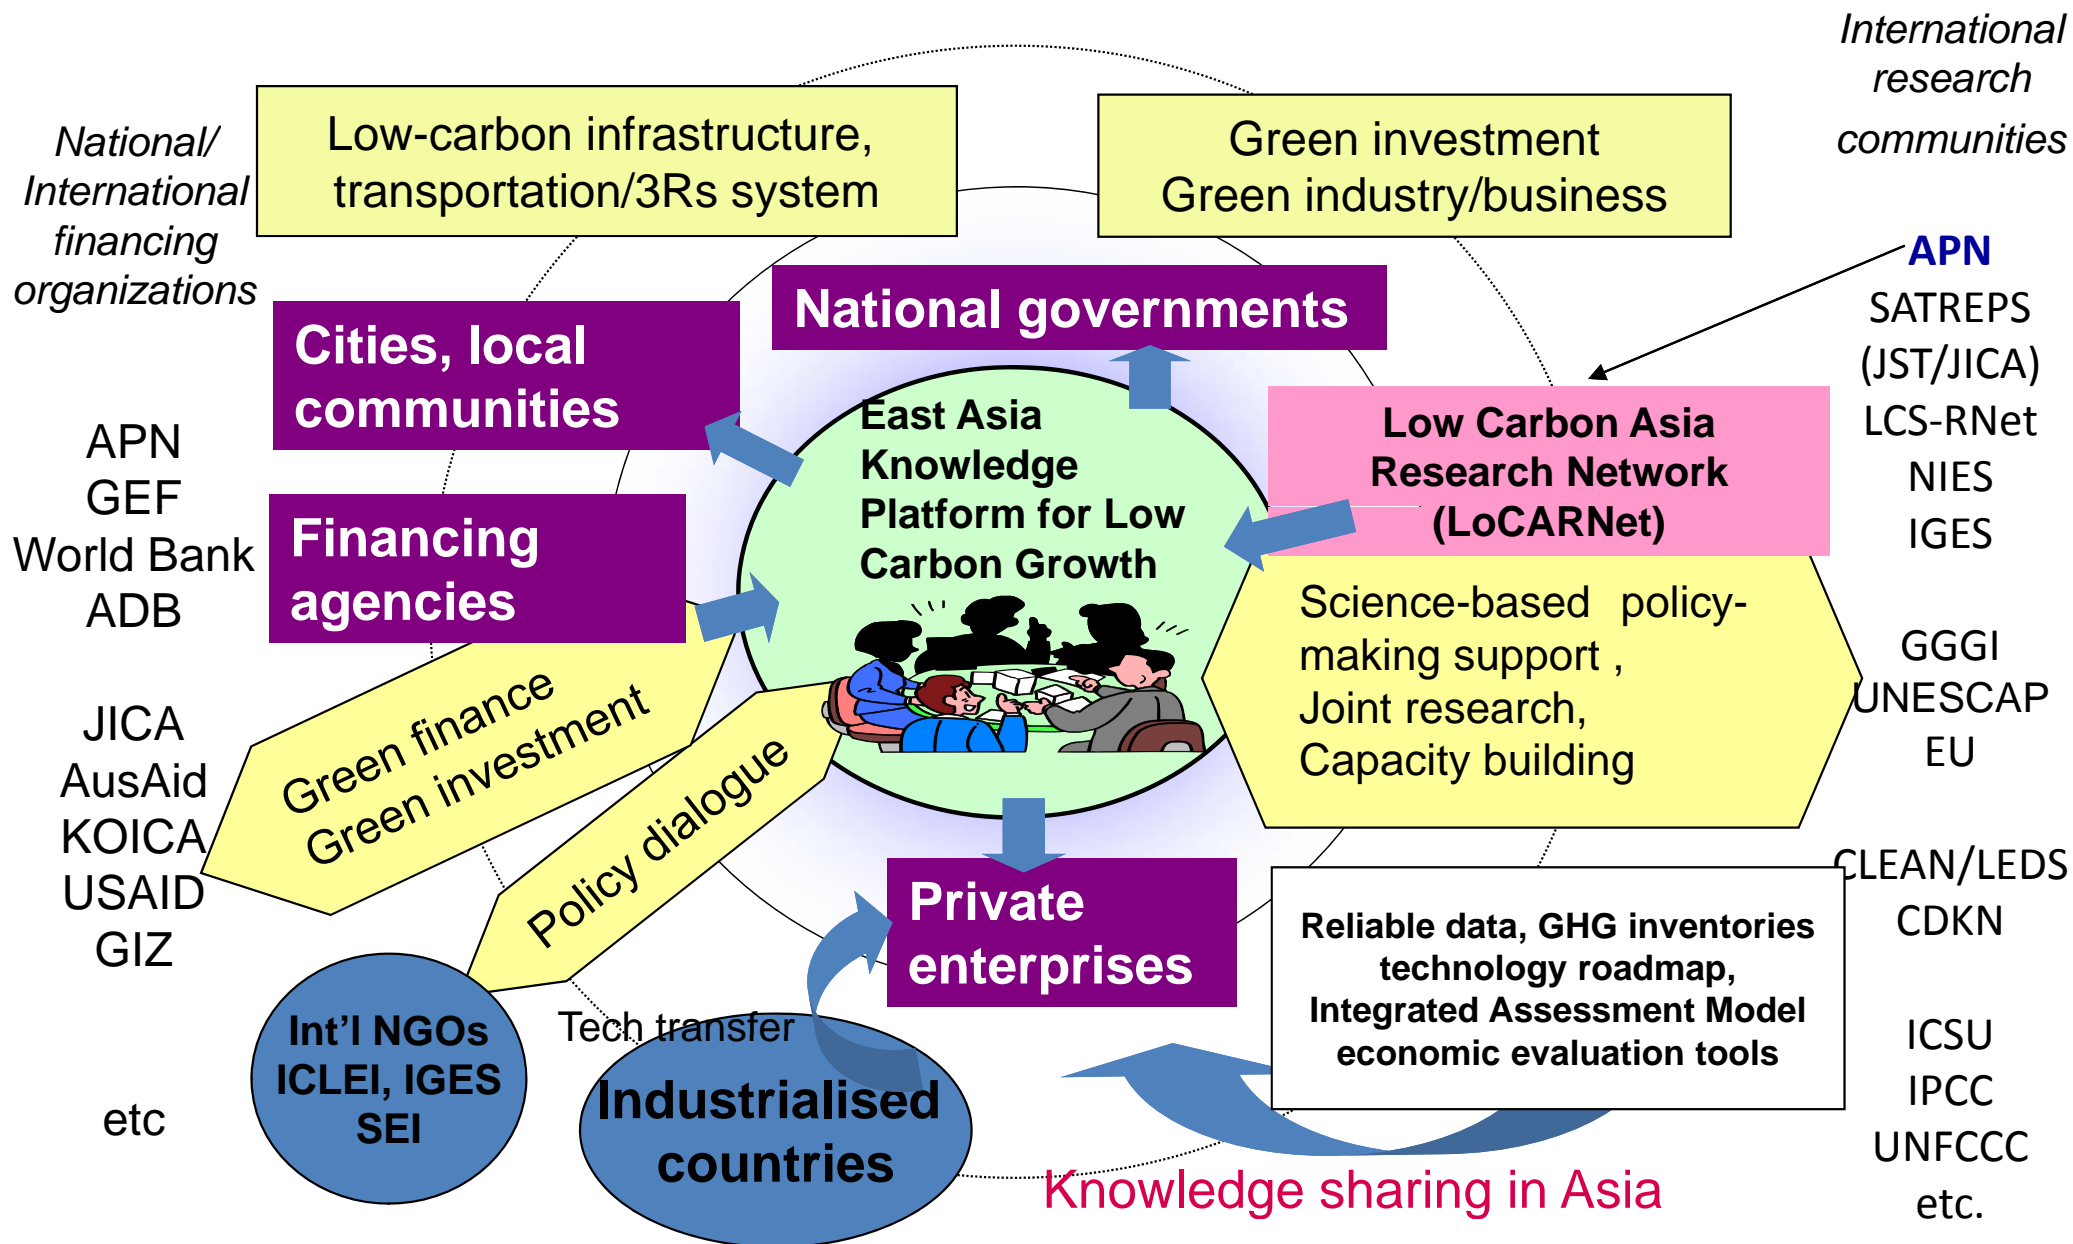 International
research
communities
National/
International
financing
organizations
Low-carbon infrastructure,
transportation/3Rs system
Green investment
Green industry/business
National governments
Cities, local
communities
Financing
agencies
East Asia
Knowledge
Platform for Low
Carbon Growth
Low Carbon Asia
Research Network
(LoCARNet)
Science-based policy-
making support ,
Joint research,
Capacity building
Green finance
Green investment
Policy dialogue
Private
enterprises
Reliable data, GHG inventories
technology roadmap,
Integrated Assessment Model
economic evaluation tools
Int’l NGOs
ICLEI, IGES
SEI
Tech transfer
Industrialised
countries
Knowledge sharing in Asia
APN
GEF
World Bank
ADB
JICA
AusAid
KOICA
USAID
GIZ
etc
APN
SATREPS
(JST/JICA)
LCS-RNet
NIES
IGES
GGGI
UNESCAP
EU
CLEAN/LEDS
CDKN
ICSU
IPCC
UNFCCC
etc.